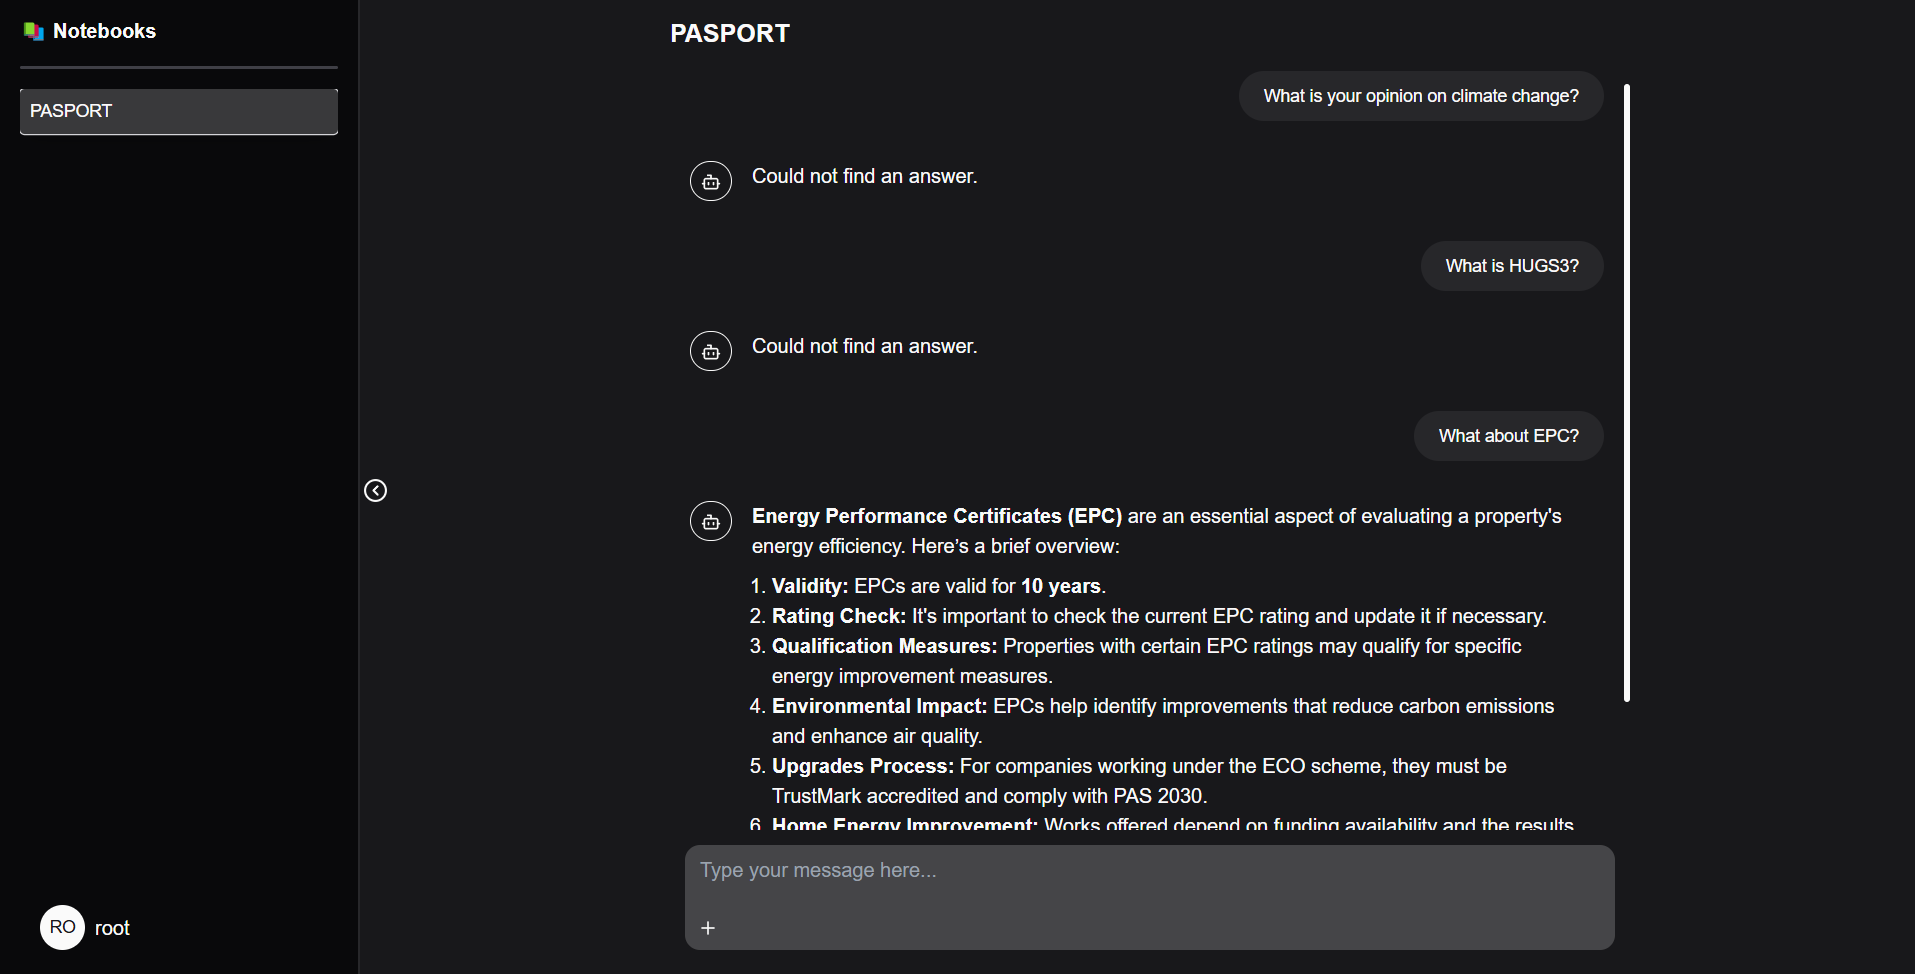 Notebooks
PASPORT
PASPORT
What is your opinion on climate change?
Could not find an answer.
What is HUGS3?
Could not find an answer.
What about EPC?
Energy Performance Certificates (EPC) are an essential aspect of evaluating a property's
energy efficiency. Here’s a brief overview:
1. Validity: EPCs are valid for 10 years.
2. Rating Check: It's important to check the current EPC rating and update it if necessary.
3. Qualification Measures: Properties with certain EPC ratings may qualify for specific
energy improvement measures.
4. Environmental Impact: EPCs help identify improvements that reduce carbon emissions
and enhance air quality.
5. Upgrades Process: For companies working under the ECO scheme, they must be
TrustMark accredited and comply with PAS 2030.
6. Home Energy Improvement: Works offered depend on funding availability and the results
Type your message here...
+
RO root